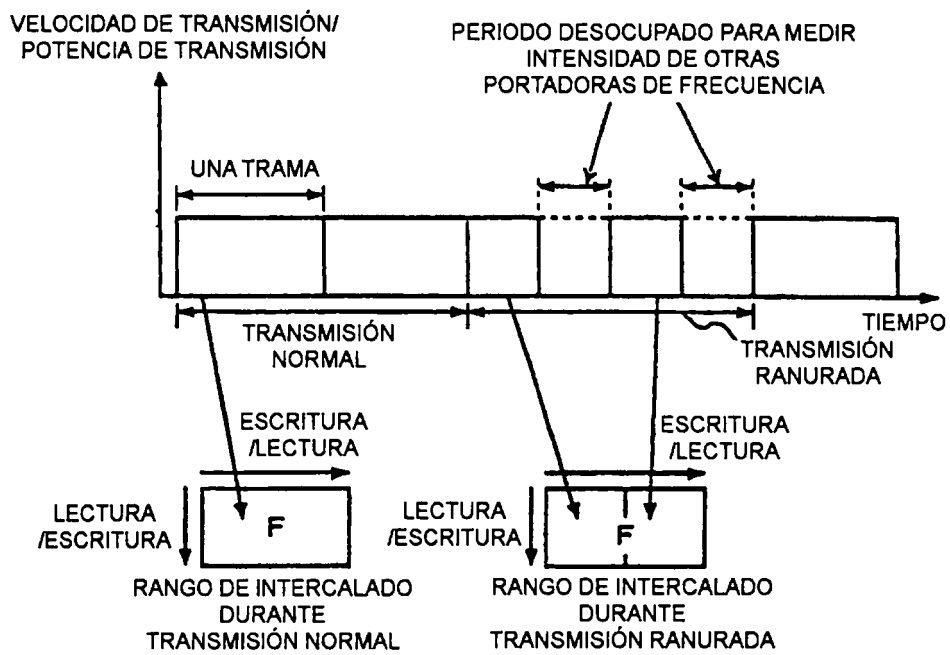 VELOCIDAD DE TRANSMISIÓN/
POTENCIA DE TRANSMISIÓN
PERIODO DESOCUPADO PARA MEDIR
INTENSIDAD DE OTRAS
PORTADORAS DE FRECUENCIA
UNA TRAMA
TIEMPO
TRANSMISIÓN
NORMAL
TRANSMISIÓN
RANURADA
ESCRITURA
/LECTURA
LECTURA
/ESCRITURA
F
RANGO DE INTERCALADO
DURANTE
TRANSMISIÓN NORMAL
ESCRITURA
/LECTURA
LECTURA
/ESCRITURA
F
RANGO DE INTERCALADO
DURANTE
TRANSMISIÓN RANURADA